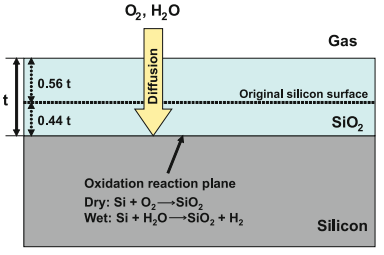 O₂, H₂O
Gas
Diffusion
0.56 t
Original silicon surface
t
0.44 t
SiO₂
Oxidation reaction plane
Dry: Si + O₂→SiO₂
Wet: Si + H₂O→SiO₂ + H₂
Silicon